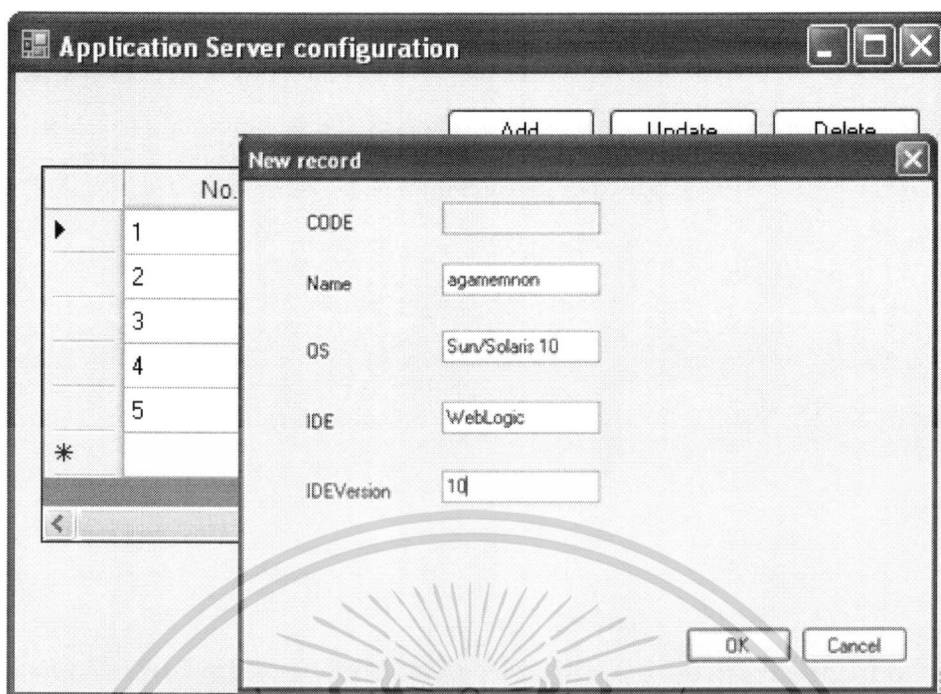 Application Server configuration
Add Update Delete
New record
No.
1
2
3
4
5
CODE
Name agamemnon
OS Sun/Solaris 10
IDE WebLogic
IDEVersion 10
OK Cancel